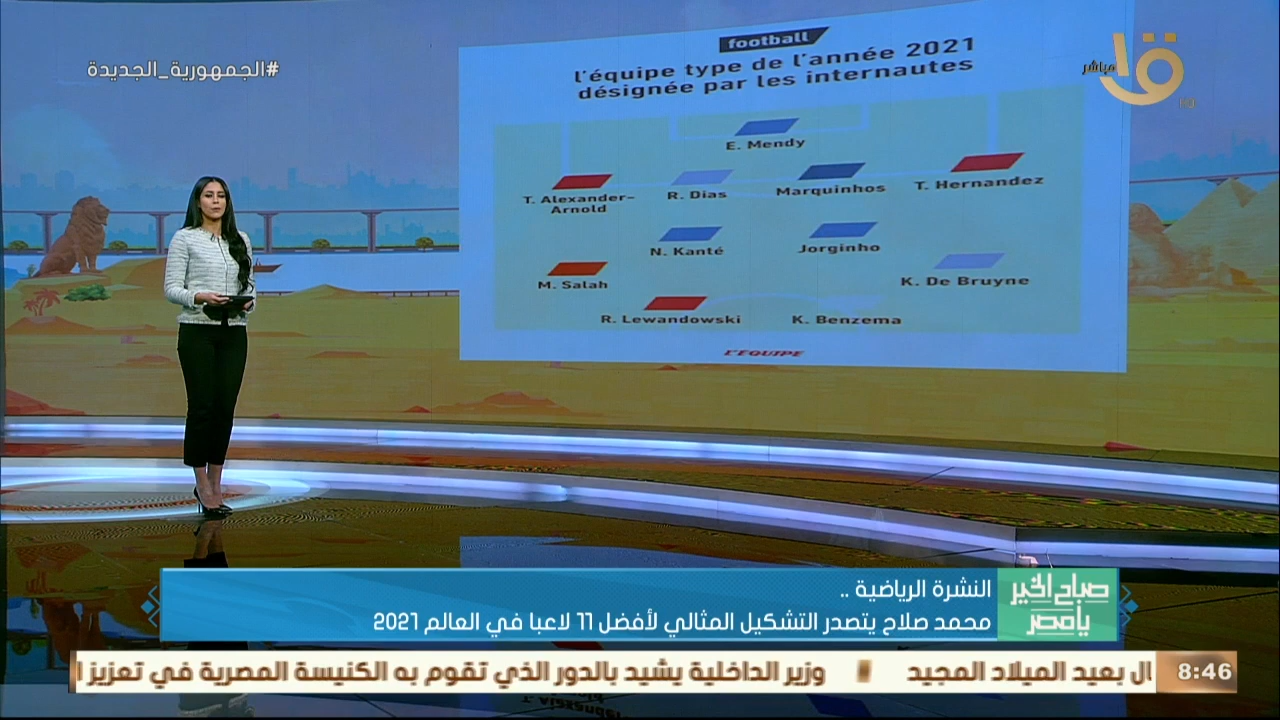 #الجمهورية_الجديدة
مباشر
football
l'équipe type de l'année 2021
désignée par les internautes
E. Mendy
T. Alexander-
Arnold
R. Dias
Marquinhos
T. Hernandez
N. Kanté
Jorginho
M. Salah
K. De Bruyne
R. Lewandowski
K. Benzema
L'ÉQUIPE
صباح الخير
يا مصر
النشرة الرياضية ..
محمد صلاح يتصدر التشكيل المثالي لأفضل 11 لاعبا في العالم 2021
8:46
ال بعيد الميلاد المجيد
وزير الداخلية يشيد بالدور الذي تقوم به الكنيسة المصرية في تعزيز ا